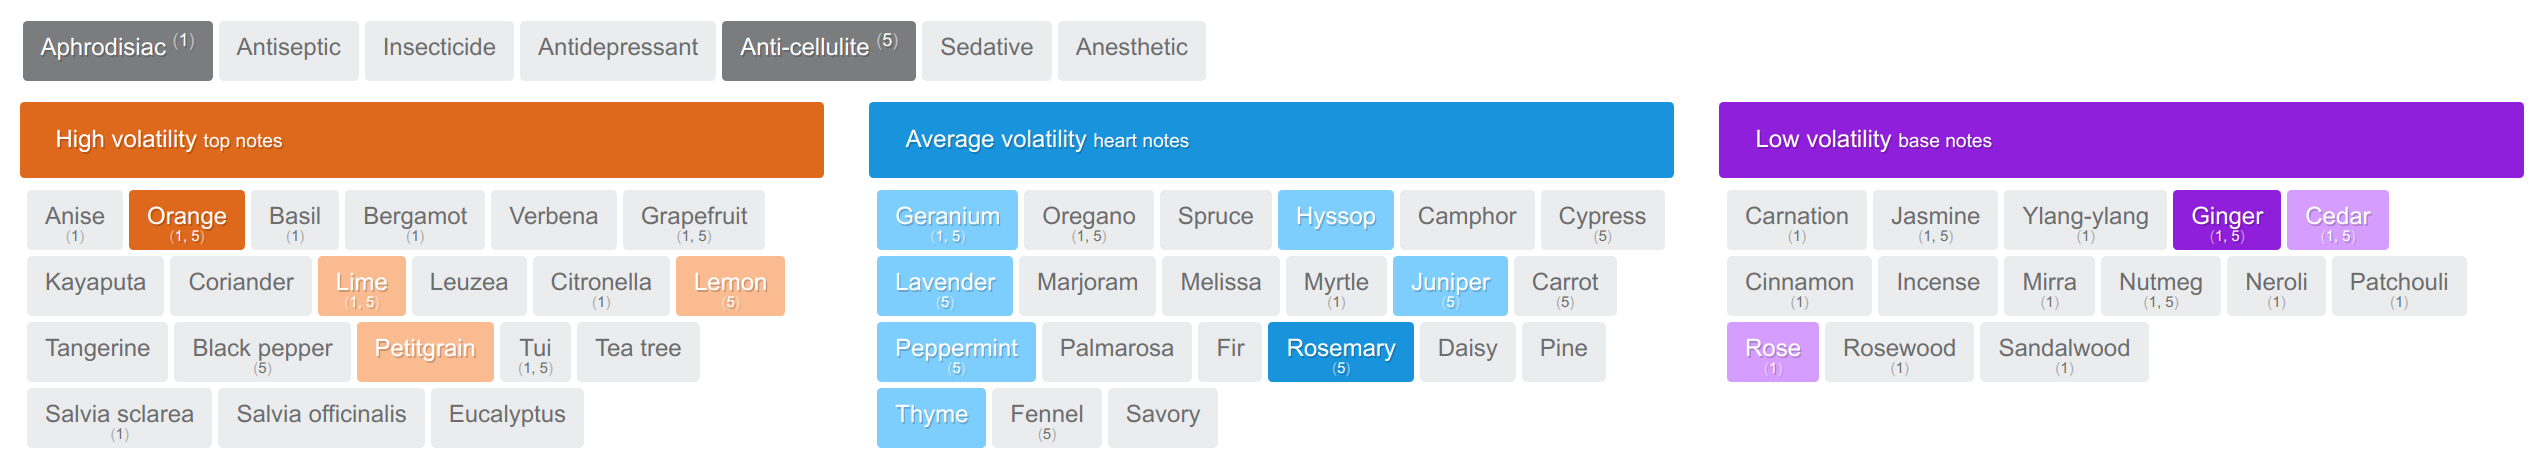 Aphrodisiac (1) Antiseptic Insecticide Antidepressant Anti-cellulite (5) Sedative Anesthetic
High volatility top notes
Anise (1) Orange (1, 5) Basil (1) Bergamot (1) Verbena Grapefruit (1, 5)
Kayaputa Coriander Lime (1, 5) Leuzea Citronella (1) Lemon (5)
Tangerine Black pepper (5) Petitgrain Tui (1, 5) Tea tree
Salvia sclarea (1) Salvia officinalis Eucalyptus
Average volatility heart notes
Geranium (1, 5) Oregano (1, 5) Spruce Hyssop Camphor Cypress (5)
Lavender (5) Marjoram Melissa Myrtle (1) Juniper (5) Carrot (5)
Peppermint (5) Palmarosa Fir Rosemary (5) Daisy Pine
Thyme Fennel (5) Savory
Low volatility base notes
Carnation (1) Jasmine (1, 5) Ylang-ylang (1) Ginger (1, 5) Cedar (1, 5)
Cinnamon (1) Incense Mirra (1) Nutmeg (1, 5) Neroli (1) Patchouli (1)
Rose (1) Rosewood (1) Sandalwood (1)